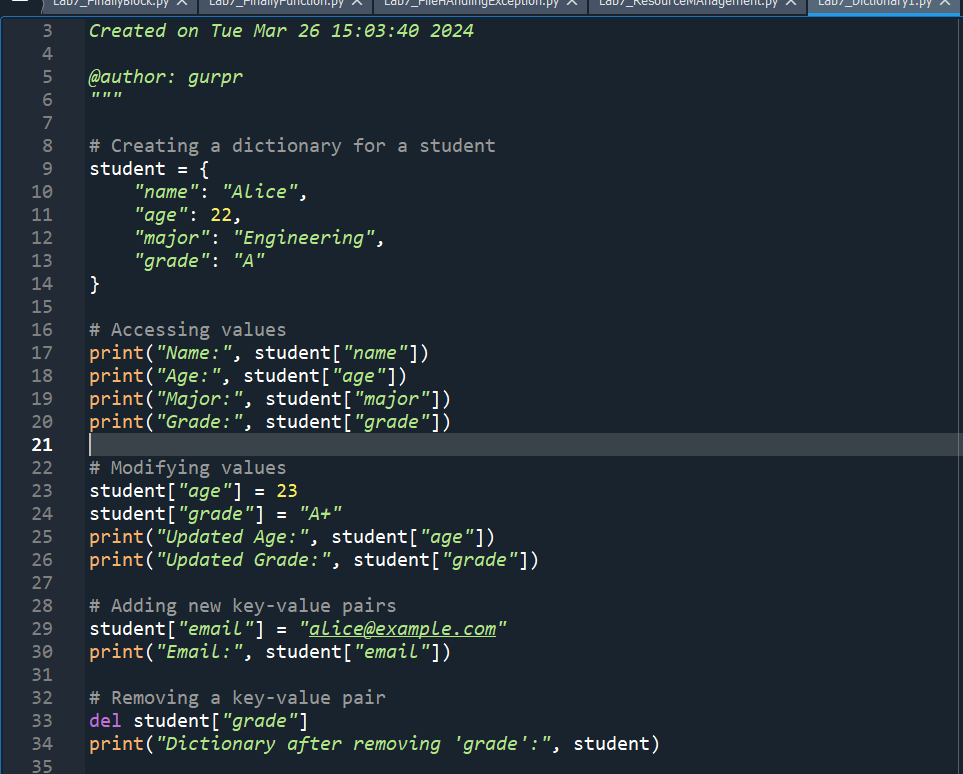 Lab7_FinallyBlock.py Lab7_FinallyFunction.py Lab7_FileHAndlingException.py Lab7_ResourceMAnagement.py Lab7_Dictionary1.py
3 Created on Tue Mar 26 15:03:40 2024
4
5 @author: gurpr
6 """
7
8 # Creating a dictionary for a student
9 student = {
10     "name": "Alice",
11     "age": 22,
12     "major": "Engineering",
13     "grade": "A"
14 }
15
16 # Accessing values
17 print("Name:", student["name"])
18 print("Age:", student["age"])
19 print("Major:", student["major"])
20 print("Grade:", student["grade"])
21
22 # Modifying values
23 student["age"] = 23
24 student["grade"] = "A+"
25 print("Updated Age:", student["age"])
26 print("Updated Grade:", student["grade"])
27
28 # Adding new key-value pairs
29 student["email"] = "alice@example.com"
30 print("Email:", student["email"])
31
32 # Removing a key-value pair
33 del student["grade"]
34 print("Dictionary after removing 'grade':", student)
35